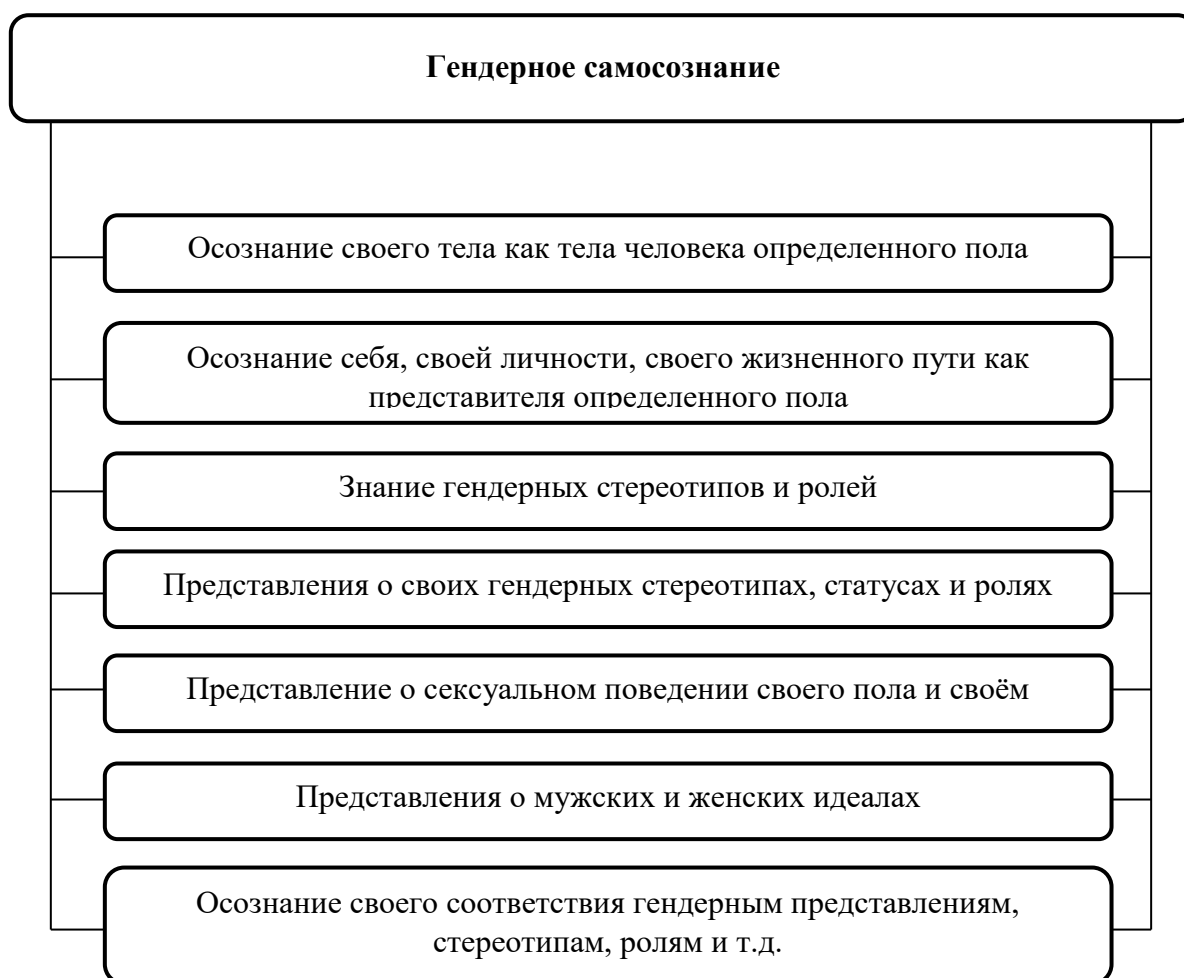 Гендерное самосознание
Осознание своего тела как тела человека определенного пола
Осознание себя, своей личности, своего жизненного пути как
представителя определенного пола
Знание гендерных стереотипов и ролей
Представления о своих гендерных стереотипах, статусах и ролях
Представление о сексуальном поведении своего пола и своём
Представления о мужских и женских идеалах
Осознание своего соответствия гендерным представлениям,
стереотипам, ролям и т.д.